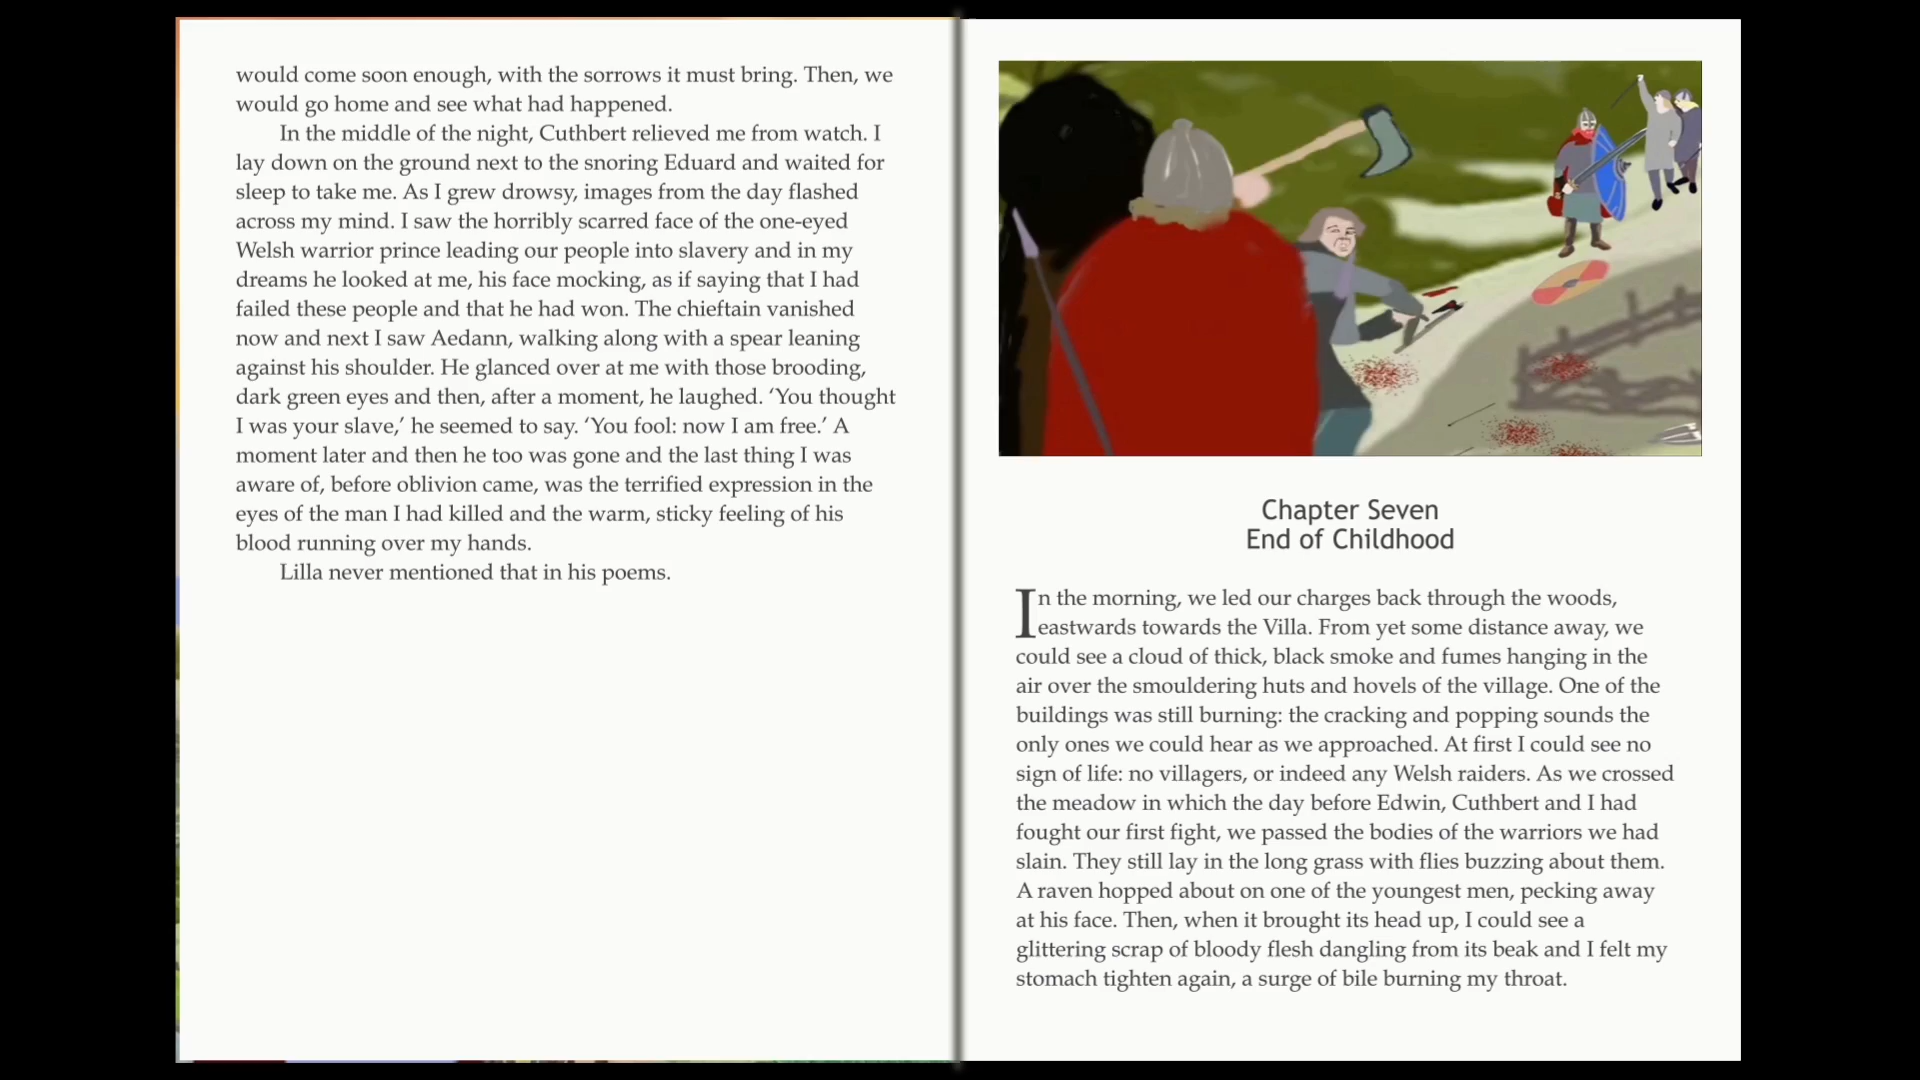 would come soon enough, with the sorrows it must bring. Then, we
would go home and see what had happened.
In the middle of the night, Cuthbert relieved me from watch. I
lay down on the ground next to the snoring Eduard and waited for
sleep to take me. As I grew drowsy, images from the day flashed
across my mind. I saw the horribly scarred face of the one-eyed
Welsh warrior prince leading our people into slavery and in my
dreams he looked at me, his face mocking, as if saying that I had
failed these people and that he had won. The chieftain vanished
now and next I saw Aedann, walking along with a spear leaning
against his shoulder. He glanced over at me with those brooding,
dark green eyes and then, after a moment, he laughed. ‘You thought
I was your slave,’ he seemed to say. ‘You fool: now I am free.’ A
moment later and then he too was gone and the last thing I was
aware of, before oblivion came, was the terrified expression in the
eyes of the man I had killed and the warm, sticky feeling of his
blood running over my hands.
Lilla never mentioned that in his poems.
Chapter Seven
End of Childhood
In the morning, we led our charges back through the woods,
eastwards towards the Villa. From yet some distance away, we
could see a cloud of thick, black smoke and fumes hanging in the
air over the smouldering huts and hovels of the village. One of the
buildings was still burning: the cracking and popping sounds the
only ones we could hear as we approached. At first I could see no
sign of life: no villagers, or indeed any Welsh raiders. As we crossed
the meadow in which the day before Edwin, Cuthbert and I had
fought our first fight, we passed the bodies of the warriors we had
slain. They still lay in the long grass with flies buzzing about them.
A raven hopped about on one of the youngest men, pecking away
at his face. Then, when it brought its head up, I could see a
glittering scrap of bloody flesh dangling from its beak and I felt my
stomach tighten again, a surge of bile burning my throat.